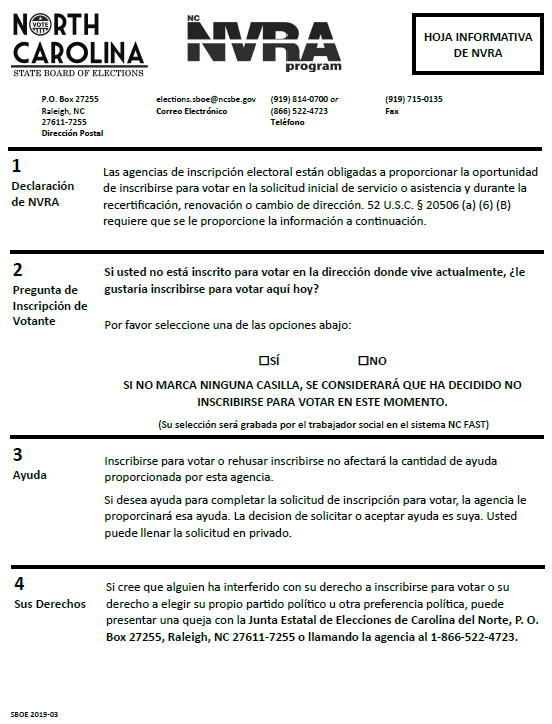 NORTH
VOTE
CAROLINA
STATE BOARD OF ELECTIONS
NC
NVRA
program
HOJA INFORMATIVA
DE NVRA
P.O. Box 27255
Raleigh, NC
27611-7255
Dirección Postal
elections.sboe@ncsbe.gov
Correo Electrónico
(919) 814-0700 or
(866) 522-4723
Teléfono
(919) 715-0135
Fax
1
Declaración
de NVRA
Las agencias de inscripción electoral están obligadas a proporcionar la oportunidad
de inscribirse para votar en la solicitud inicial de servicio o asistencia y durante la
recertificación, renovación o cambio de dirección. 52 U.S.C. § 20506 (a) (6) (B)
requiere que se le proporcione la información a continuación.
2
Pregunta de
Inscripción de
Votante
Si usted no está inscrito para votar en la dirección donde vive actualmente, ¿le
gustaría inscribirse para votar aquí hoy?
Por favor seleccione una de las opciones abajo:
☐SÍ ☐NO
SI NO MARCA NINGUNA CASILLA, SE CONSIDERARÁ QUE HA DECIDIDO NO
INSCRIBIRSE PARA VOTAR EN ESTE MOMENTO.
(Su selección será grabada por el trabajador social en el sistema NC FAST)
3
Ayuda
Inscribirse para votar o rehusar inscribirse no afectará la cantidad de ayuda
proporcionada por esta agencia.
Si desea ayuda para completar la solicitud de inscripción para votar, la agencia le
proporcinará esa ayuda. La decision de solicitar o aceptar ayuda es suya. Usted
puede llenar la solicitud en privado.
4
Sus Derechos
Si cree que alguien ha interferido con su derecho a inscribirse para votar o su
derecho a elegir su propio partido político u otra preferencia política, puede
presentar una queja con la Junta Estatal de Elecciones de Carolina del Norte, P. O.
Box 27255, Raleigh, NC 27611-7255 o llamando la agencia al 1-866-522-4723.
SBOE 2019-03